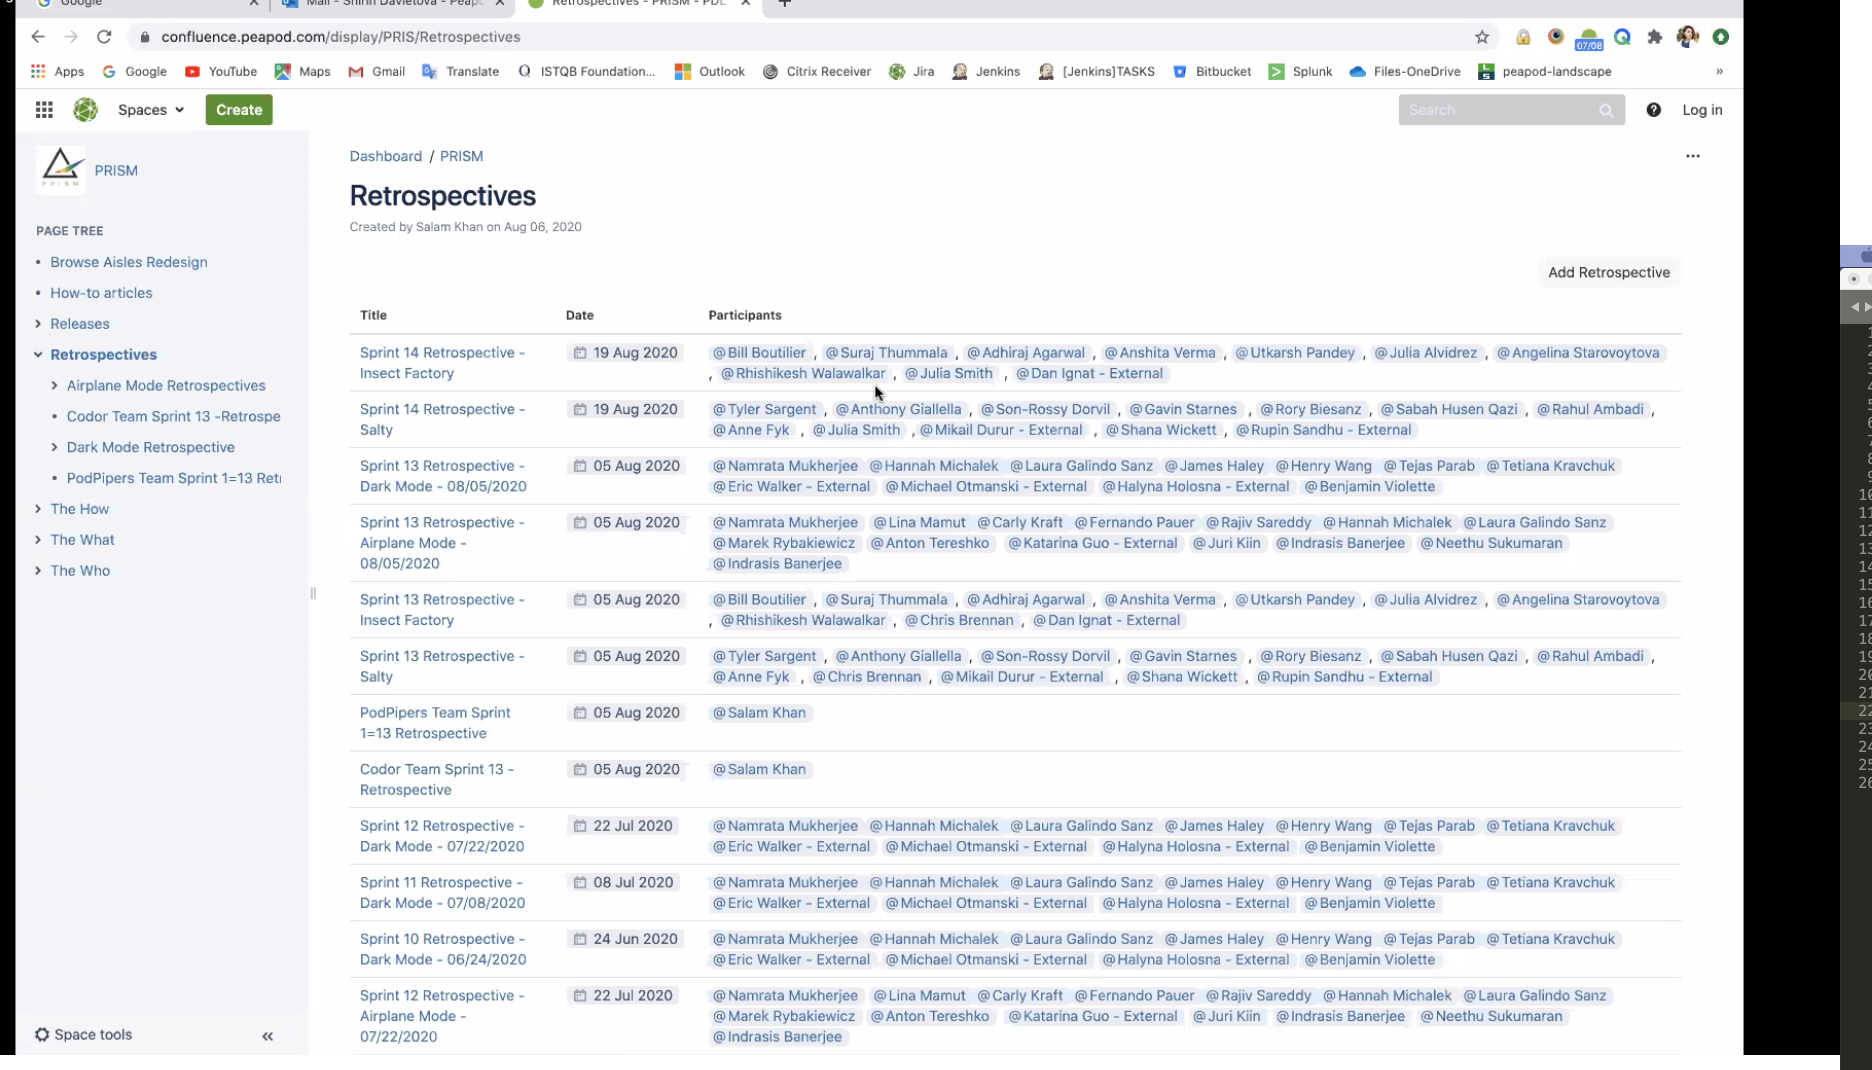 Google
Mail - Shirin Davletova - Peap
Retrospectives - PRISM - PDL
confluence.peapod.com/display/PRIS/Retrospectives
07/08
Apps Google YouTube Maps Gmail Translate ISTQB Foundation... Outlook Citrix Receiver Jira Jenkins [Jenkins]TASKS Bitbucket Splunk Files-OneDrive peapod-landscape »
Spaces Create Search Log in
PRISM
PRISM
PAGE TREE
Browse Aisles Redesign
How-to articles
Releases
Retrospectives
Airplane Mode Retrospectives
Codor Team Sprint 13 -Retrospe
Dark Mode Retrospective
PodPipers Team Sprint 1=13 Reti
The How
The What
The Who
Space tools «
Dashboard / PRISM
Retrospectives
Created by Salam Khan on Aug 06, 2020
Add Retrospective
Title Date Participants
Sprint 14 Retrospective - 19 Aug 2020 @Bill Boutilier , @Suraj Thummala , @Adhiraj Agarwal , @Anshita Verma , @Utkarsh Pandey , @Julia Alvidrez , @Angelina Starovoytova
Insect Factory , @Rhishikesh Walawalkar , @Julia Smith , @Dan Ignat - External
Sprint 14 Retrospective - 19 Aug 2020 @Tyler Sargent , @Anthony Giallella , @Son-Rossy Dorvil , @Gavin Starnes , @Rory Biesanz , @Sabah Husen Qazi , @Rahul Ambadi ,
Salty @Anne Fyk , @Julia Smith , @Mikail Durur - External , @Shana Wickett , @Rupin Sandhu - External
Sprint 13 Retrospective - 05 Aug 2020 @Namrata Mukherjee @Hannah Michalek @Laura Galindo Sanz @James Haley @Henry Wang @Tejas Parab @Tetiana Kravchuk
Dark Mode - 08/05/2020 @Eric Walker - External @Michael Otmanski - External @Halyna Holosna - External @Benjamin Violette
Sprint 13 Retrospective - 05 Aug 2020 @Namrata Mukherjee @Lina Mamut @Carly Kraft @Fernando Pauer @Rajiv Sareddy @Hannah Michalek @Laura Galindo Sanz
Airplane Mode - @Marek Rybakiewicz @Anton Tereshko @Katarina Guo - External @Juri Kiin @Indrasis Banerjee @Neethu Sukumaran
08/05/2020 @Indrasis Banerjee
Sprint 13 Retrospective - 05 Aug 2020 @Bill Boutilier , @Suraj Thummala , @Adhiraj Agarwal , @Anshita Verma , @Utkarsh Pandey , @Julia Alvidrez , @Angelina Starovoytova
Insect Factory , @Rhishikesh Walawalkar , @Chris Brennan , @Dan Ignat - External
Sprint 13 Retrospective - 05 Aug 2020 @Tyler Sargent , @Anthony Giallella , @Son-Rossy Dorvil , @Gavin Starnes , @Rory Biesanz , @Sabah Husen Qazi , @Rahul Ambadi ,
Salty @Anne Fyk , @Chris Brennan , @Mikail Durur - External , @Shana Wickett , @Rupin Sandhu - External
PodPipers Team Sprint 05 Aug 2020 @Salam Khan
1=13 Retrospective
Codor Team Sprint 13 - 05 Aug 2020 @Salam Khan
Retrospective
Sprint 12 Retrospective - 22 Jul 2020 @Namrata Mukherjee @Hannah Michalek @Laura Galindo Sanz @James Haley @Henry Wang @Tejas Parab @Tetiana Kravchuk
Dark Mode - 07/22/2020 @Eric Walker - External @Michael Otmanski - External @Halyna Holosna - External @Benjamin Violette
Sprint 11 Retrospective - 08 Jul 2020 @Namrata Mukherjee @Hannah Michalek @Laura Galindo Sanz @James Haley @Henry Wang @Tejas Parab @Tetiana Kravchuk
Dark Mode - 07/08/2020 @Eric Walker - External @Michael Otmanski - External @Halyna Holosna - External @Benjamin Violette
Sprint 10 Retrospective - 24 Jun 2020 @Namrata Mukherjee @Hannah Michalek @Laura Galindo Sanz @James Haley @Henry Wang @Tejas Parab @Tetiana Kravchuk
Dark Mode - 06/24/2020 @Eric Walker - External @Michael Otmanski - External @Halyna Holosna - External @Benjamin Violette
Sprint 12 Retrospective - 22 Jul 2020 @Namrata Mukherjee @Lina Mamut @Carly Kraft @Fernando Pauer @Rajiv Sareddy @Hannah Michalek @Laura Galindo Sanz
Airplane Mode - @Marek Rybakiewicz @Anton Tereshko @Katarina Guo - External @Juri Kiin @Indrasis Banerjee @Neethu Sukumaran
07/22/2020 @Indrasis Banerjee